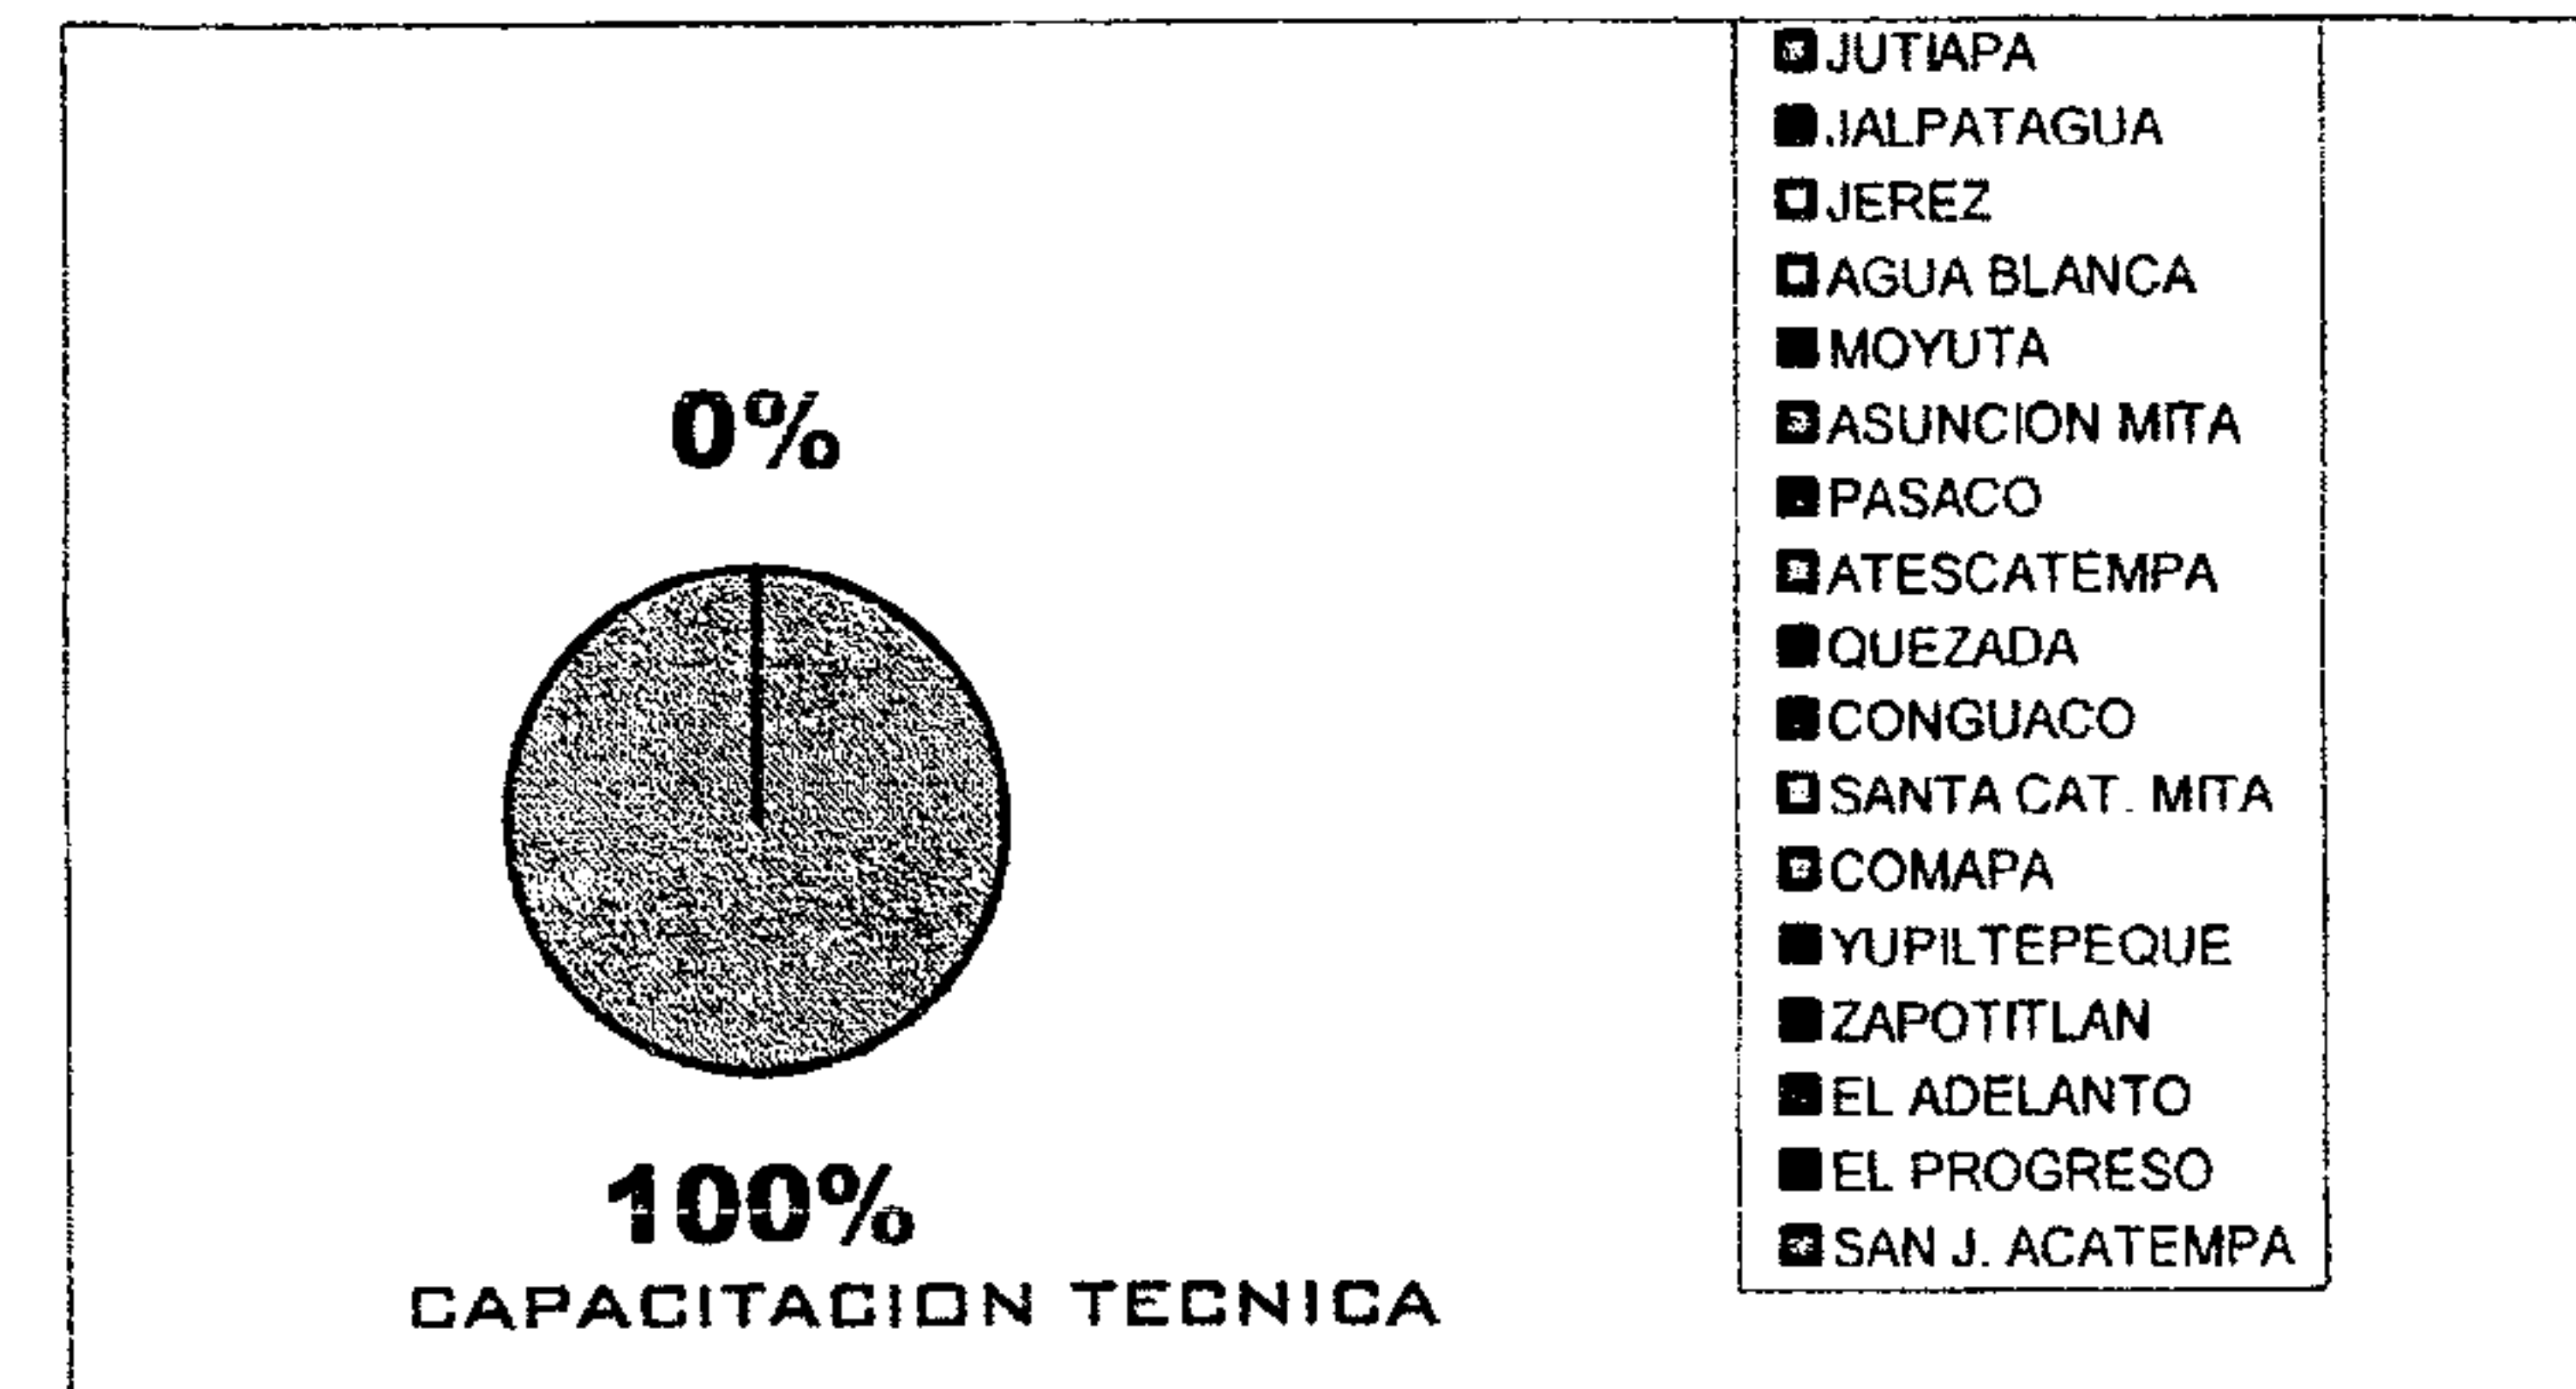 0%
100%
CAPACITACION TECNICA
JUTIAPA
JALPATAGUA
JEREZ
AGUA BLANCA
MOYUTA
ASUNCION MITA
PASACO
ATESCATEMPA
QUEZADA
CONGUACO
SANTA CAT. MITA
COMAPA
YUPILTEPEQUE
ZAPOTITLAN
EL ADELANTO
EL PROGRESO
SAN J. ACATEMPA